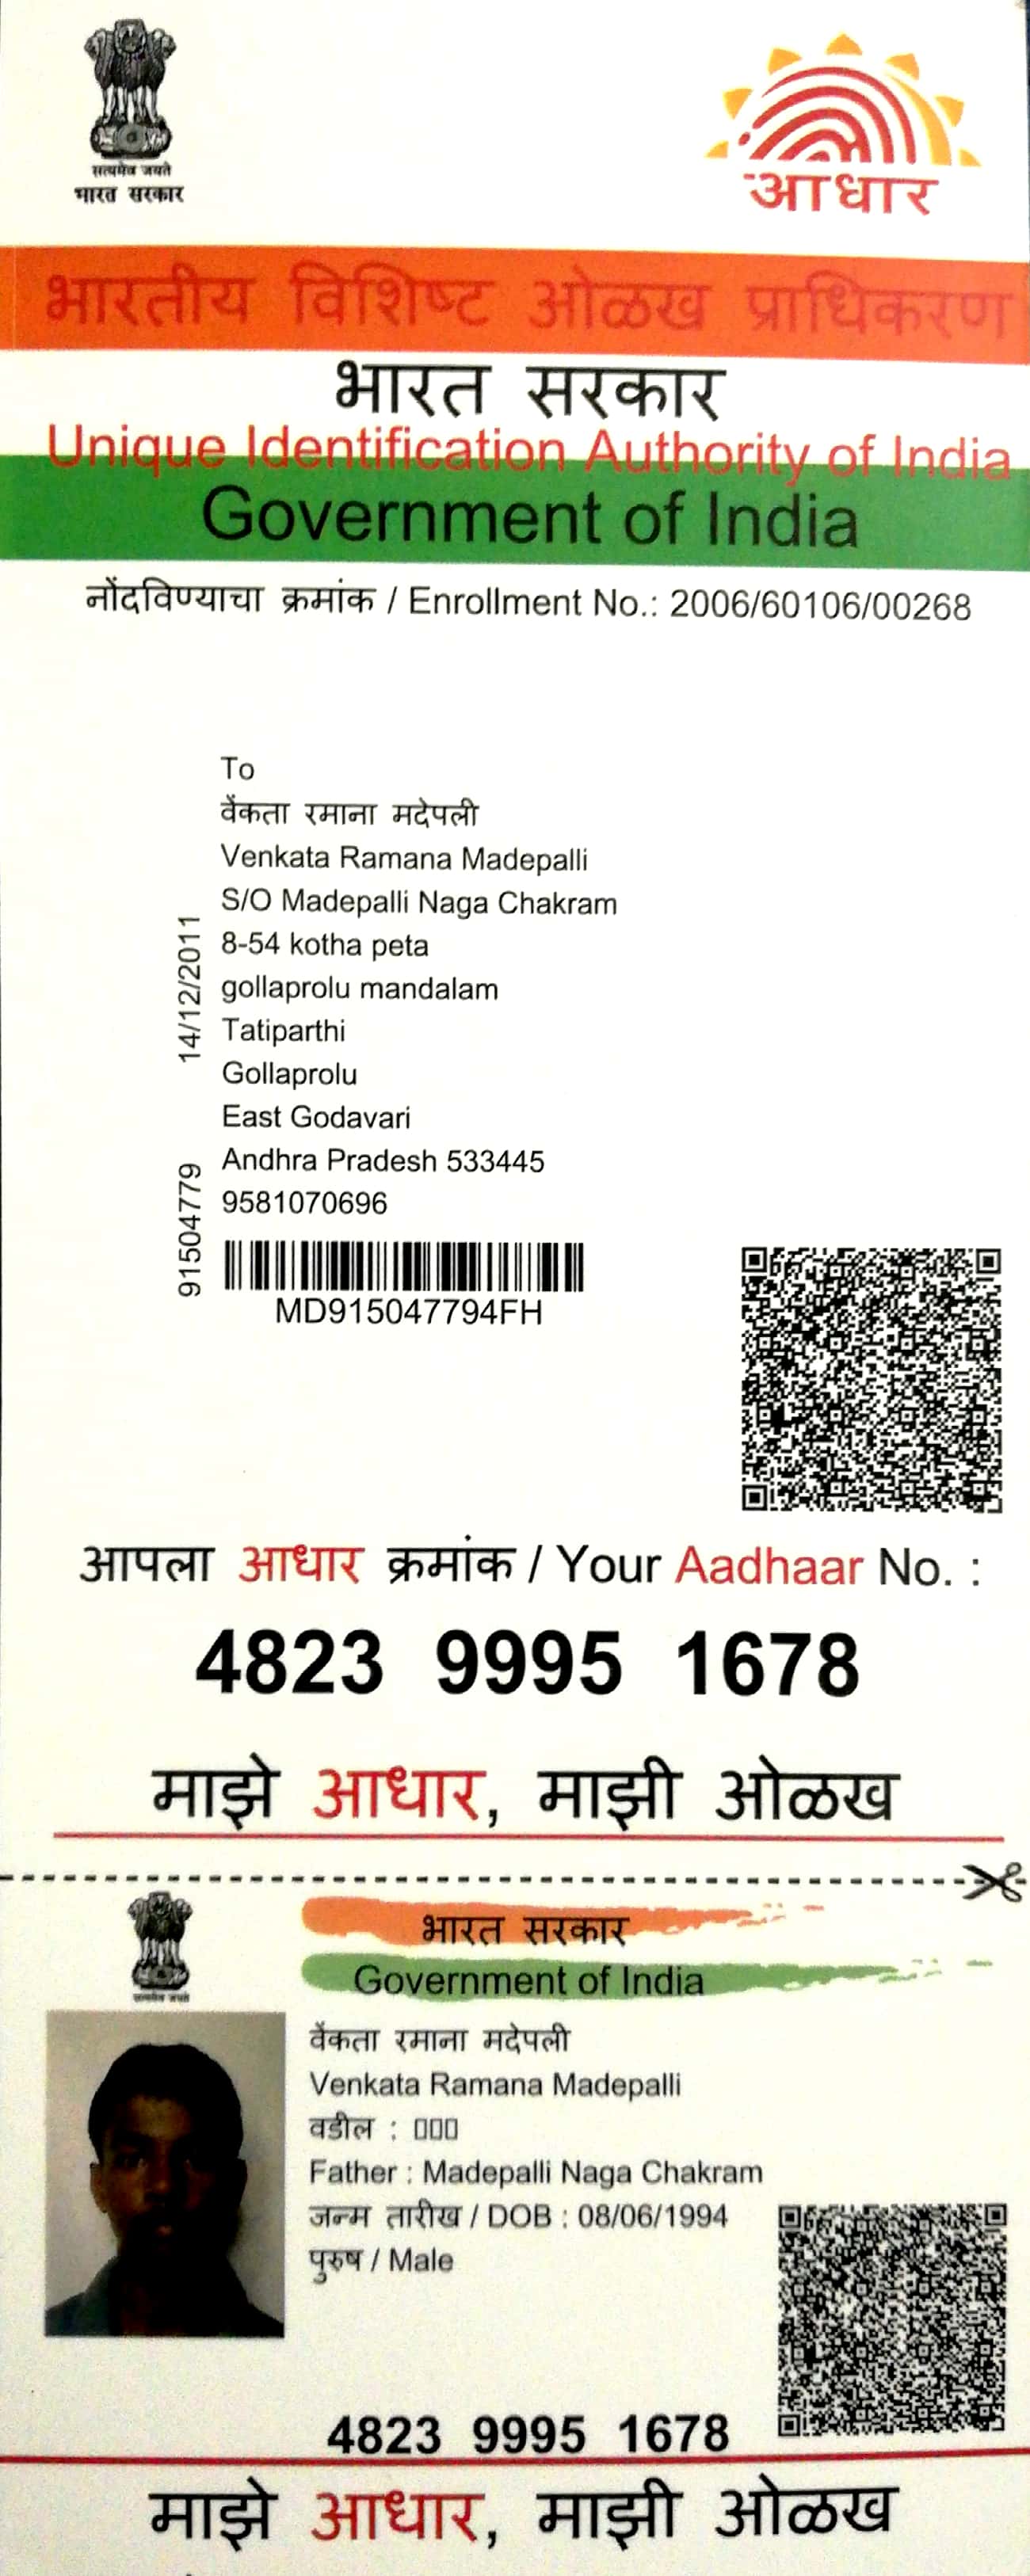 सत्यमेव जयते
भारत सरकार
आधार
भारतीय विशिष्ट ओळख प्राधिकरण
भारत सरकार
Unique Identification Authority of India
Government of India
नोंदविण्याचा क्रमांक / Enrollment No.: 2006/60106/00268
To
वेंकता रमाना मदेपली
Venkata Ramana Madepalli
S/O Madepalli Naga Chakram
8-54 kotha peta
gollaprolu mandalam
Tatiparthi
Gollaprolu
East Godavari
Andhra Pradesh 533445
9581070696
14/12/2011
91504779
MD915047794FH
आपला आधार क्रमांक / Your Aadhaar No. :
4823 9995 1678
माझे आधार, माझी ओळख
भारत सरकार
Government of India
सत्यमेव जयते
वेंकता रमाना मदेपली
Venkata Ramana Madepalli
वडील : 
Father : Madepalli Naga Chakram
जन्म तारीख / DOB : 08/06/1994
पुरुष / Male
4823 9995 1678
माझे आधार, माझी ओळख